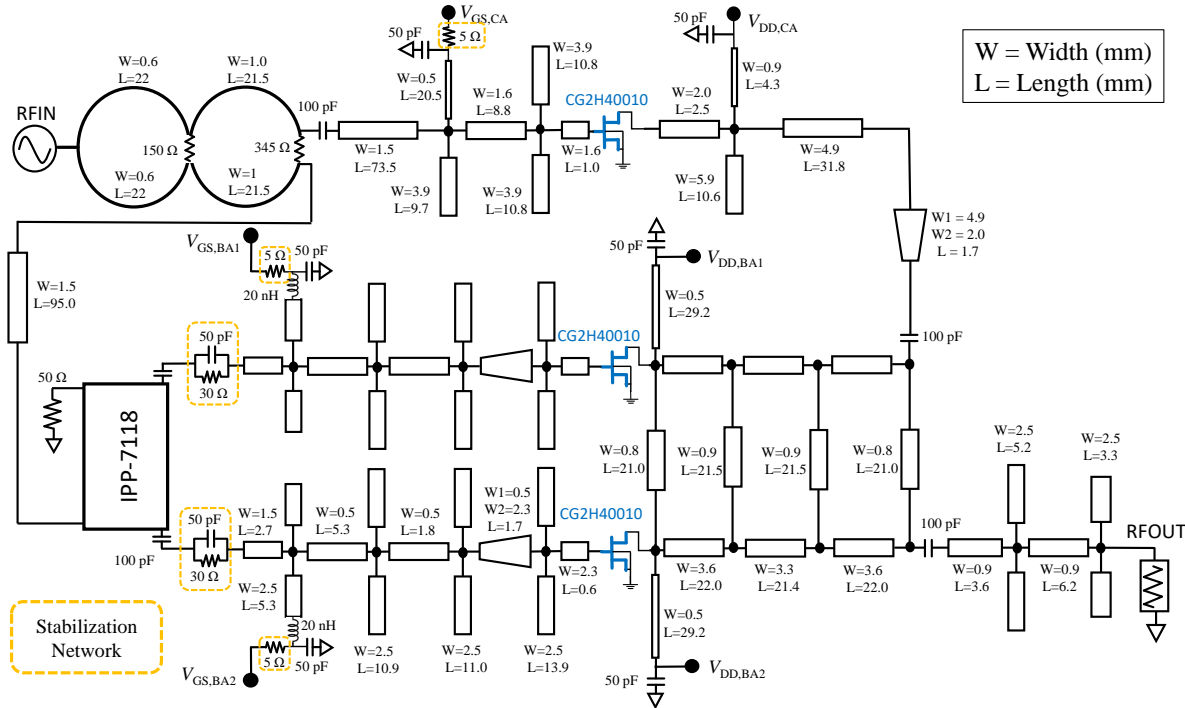 W = Width (mm)
L = Length (mm)
RFIN
W=0.6
L=22
W=1.0
L=21.5
150 Ω
345 Ω
W=0.6
L=22
W=1
L=21.5
100 pF
W=1.5
L=73.5
50 pF
V_GS,CA
5 Ω
W=0.5
L=20.5
W=1.6
L=8.8
W=3.9
L=10.8
W=3.9
L=9.7
W=3.9
L=10.8
CG2H40010
W=1.6
L=1.0
50 pF
V_DD,CA
W=2.0
L=2.5
W=0.9
L=4.3
W=5.9
L=10.6
W=4.9
L=31.8
W1 = 4.9
W2 = 2.0
L = 1.7
100 pF
W=1.5
L=95.0
V_GS,BA1
5 Ω
50 pF
20 nH
50 pF
30 Ω
CG2H40010
50 pF
V_DD,BA1
W=0.5
L=29.2
50 Ω
IPP-7118
100 pF
50 pF
30 Ω
W=1.5
L=2.7
W=0.5
L=5.3
W=0.5
L=1.8
W1=0.5
W2=2.3
L=1.7
CG2H40010
W=2.3
L=0.6
W=2.5
L=5.3
20 nH
5 Ω
50 pF
V_GS,BA2
W=2.5
L=10.9
W=2.5
L=11.0
W=2.5
L=13.9
W=0.8
L=21.0
W=0.9
L=21.5
W=0.9
L=21.5
W=0.8
L=21.0
W=3.6
L=22.0
W=3.3
L=21.4
W=3.6
L=22.0
W=0.5
L=29.2
50 pF
V_DD,BA2
100 pF
W=0.9
L=3.6
W=2.5
L=5.2
W=0.9
L=6.2
W=2.5
L=3.3
RFOUT
Stabilization
Network